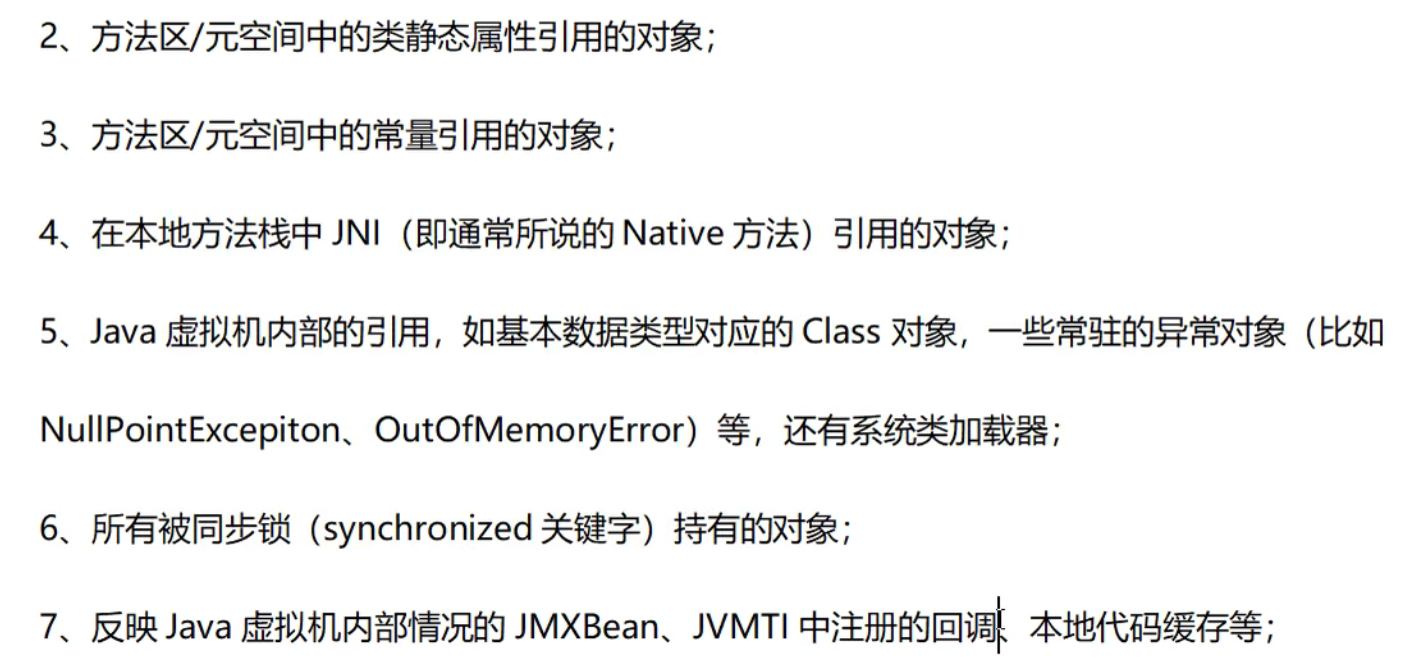 2、方法区/元空间中的类静态属性引用的对象；
3、方法区/元空间中的常量引用的对象；
4、在本地方法栈中 JNI（即通常所说的 Native 方法）引用的对象；
5、Java 虚拟机内部的引用，如基本数据类型对应的 Class 对象，一些常驻的异常对象（比如
NullPointExcepiton、OutOfMemoryError）等，还有系统类加载器；
6、所有被同步锁（synchronized 关键字）持有的对象；
7、反映 Java 虚拟机内部情况的 JMXBean、JVMTI 中注册的回调、本地代码缓存等；